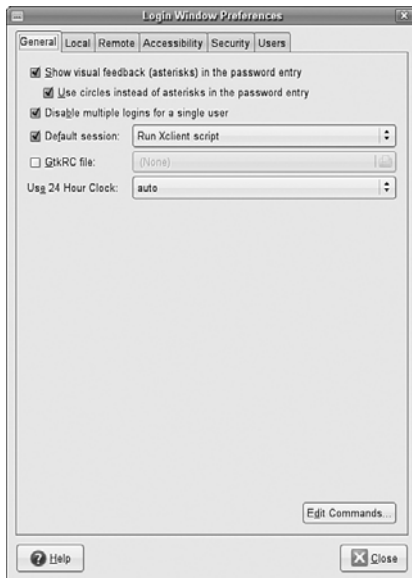 Login Window Preferences
General Local Remote Accessibility Security Users
Show visual feedback (asterisks) in the password entry
Use circles instead of asterisks in the password entry
Disable multiple logins for a single user
Default session: Run Xclient script
GtkRC file: (None)
Use 24 Hour Clock: auto
Edit Commands...
Help Close